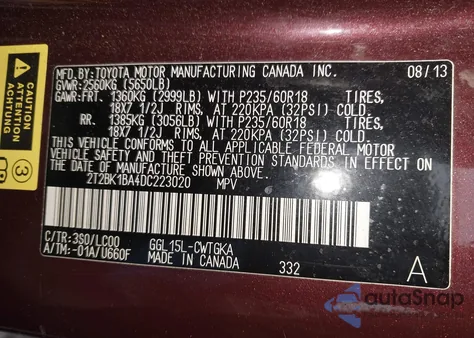 MFD. BY: TOYOTA MOTOR MANUFACTURING CANADA INC. 08/13
GVWR: 2560KG (5650LB)
GAWR: FRT. 1360KG (2999LB) WITH P235/60R18 TIRES,
18X7 1/2J RIMS, AT 220KPA (32PSI) COLD.
RR. 1385KG (3056LB) WITH P235/60R18 TIRES,
18X7 1/2J RIMS, AT 220KPA (32PSI) COLD.
THIS VEHICLE CONFORMS TO ALL APPLICABLE FEDERAL MOTOR
VEHICLE SAFETY STANDARDS IN EFFECT ON
THE DATE OF MANUFACTURE SHOWN ABOVE.
2T2BK1BA4DC223020 MPV
C/TR: 3S0/LC00 GGL15L-CWTGKA
A/TM: -01A/U660F MADE IN CANADA 332 A
ATTENTION
ACHTUNG
3
autoSnap